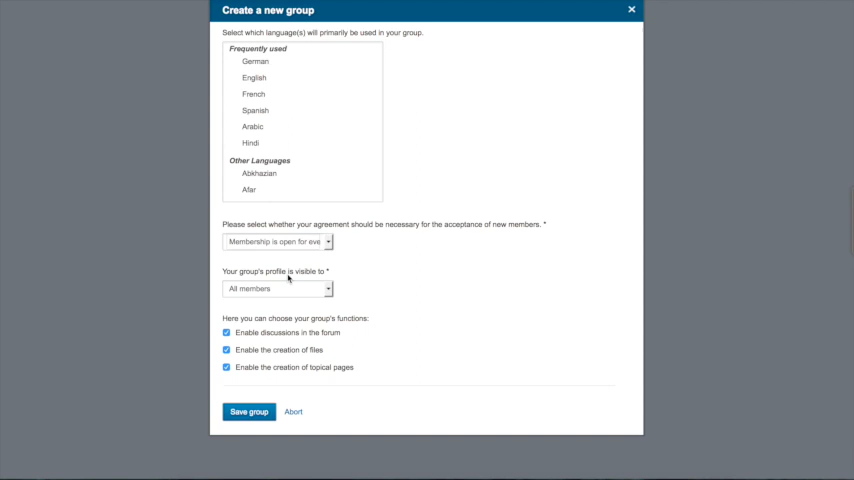 Create a new group
Select which language(s) will primarily be used in your group.
Frequently used
German
English
French
Spanish
Arabic
Hindi
Other Languages
Abkhazian
Afar
Please select whether your agreement should be necessary for the acceptance of new members. *
Membership is open for eve
Your group's profile is visible to *
All members
Here you can choose your group's functions:
Enable discussions in the forum
Enable the creation of files
Enable the creation of topical pages
Save group Abort